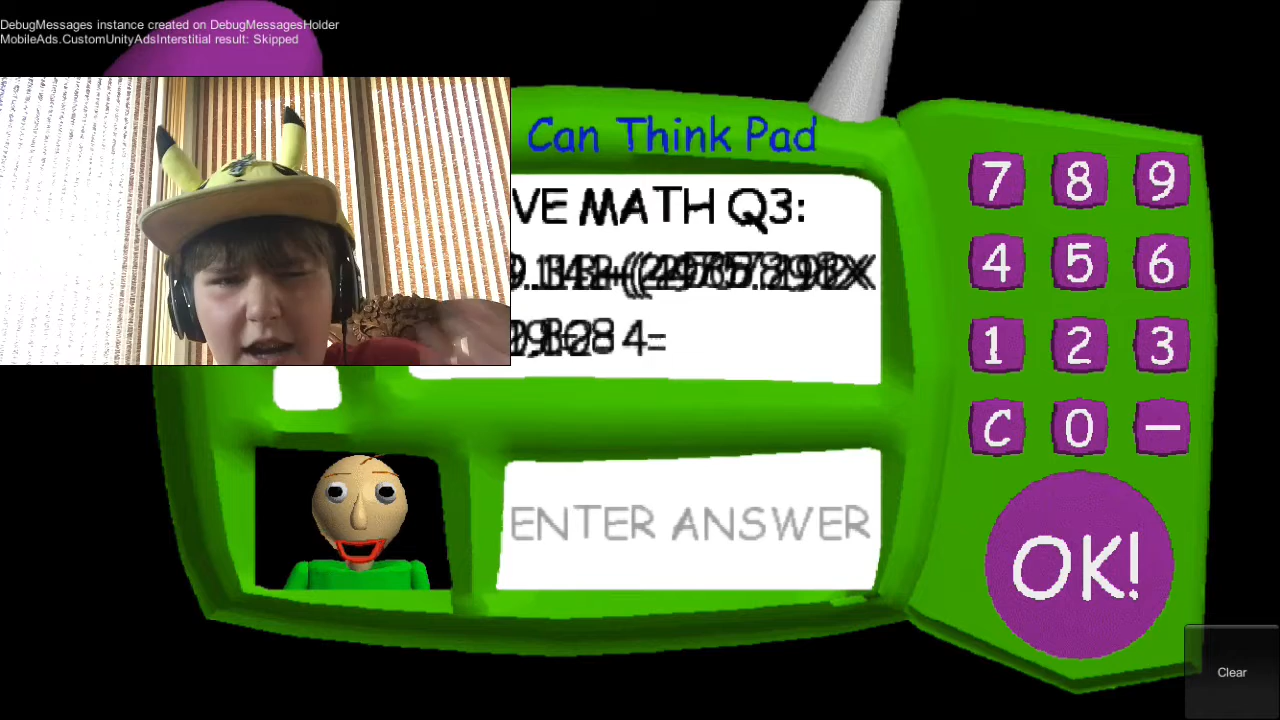 DebugMessages instance created on DebugMessagesHolder
MobileAds.CustomUnityAdsInterstitial result: Skipped
Can Think Pad
VE MATH Q3:
4=
ENTER ANSWER
7 8 9
4 5 6
1 2 3
C 0 −
OK!
Clear